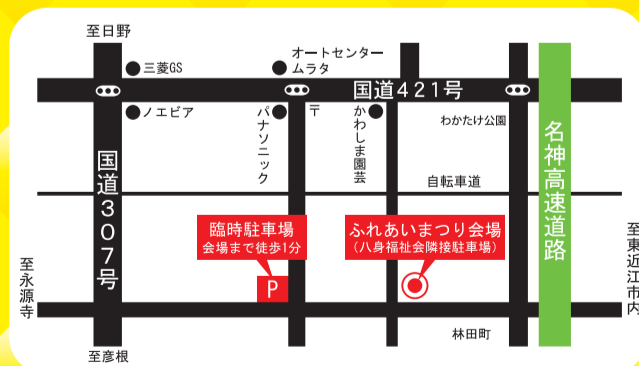 至日野
三菱GS
オートセンター
ムラタ
国道421号
ノエビア
パナソニック
〒
かわしま園芸
わかたけ公園
名神高速道路
国道307号
自転車道
臨時駐車場
会場まで徒歩1分
ふれあいまつり会場
（八身福祉会隣接駐車場）
至永源寺
P
至東近江市内
林田町
至彦根